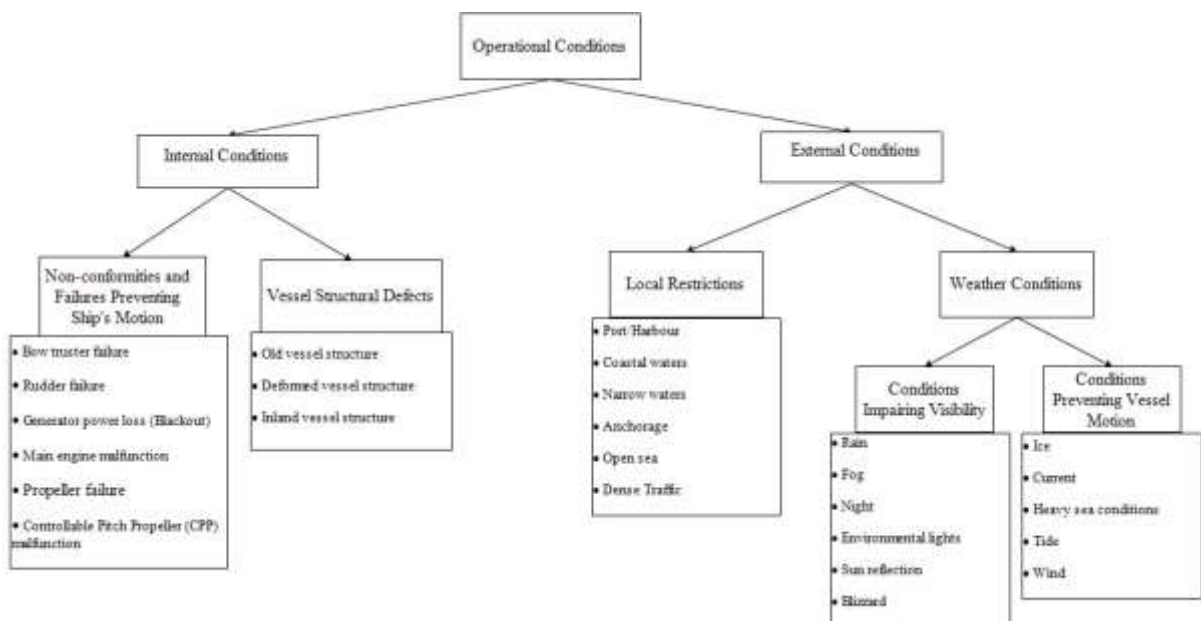 Operational Conditions
Internal Conditions
External Conditions
Non-conformities and
Failures Preventing
Ship's Motion
• Bow truster failure
• Rudder failure
• Generator power loss (Blackout)
• Main engine malfunction
• Propeller failure
• Controllable Pitch Propeller (CPP)
malfunction
Vessel Structural Defects
• Old vessel structure
• Deformed vessel structure
• Inland vessel structure
Local Restrictions
• Port/Harbour
• Coastal waters
• Narrow waters
• Anchorage
• Open sea
• Dense Traffic
Weather Conditions
Conditions
Impairing Visibility
• Rain
• Fog
• Night
• Environmental lights
• Sun reflection
• Blizzard
Conditions
Preventing Vessel
Motion
• Ice
• Current
• Heavy sea conditions
• Tide
• Wind